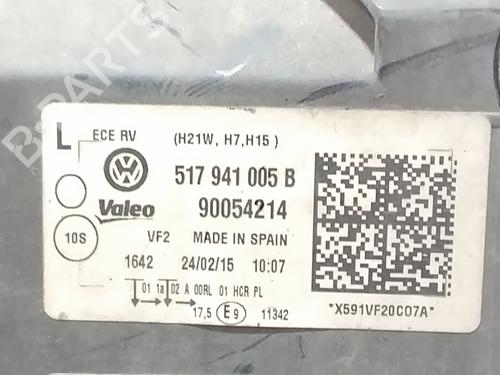 B-PARTS
L ECE RV (H21W, H7,H15 )
517 941 005 B
Valeo 90054214
10S VF2 MADE IN SPAIN
1642 24/02/15 10:07
01 1a 02 A 00RL 01 HCR PL
17,5 E9 11342
*X591VF20C07A*